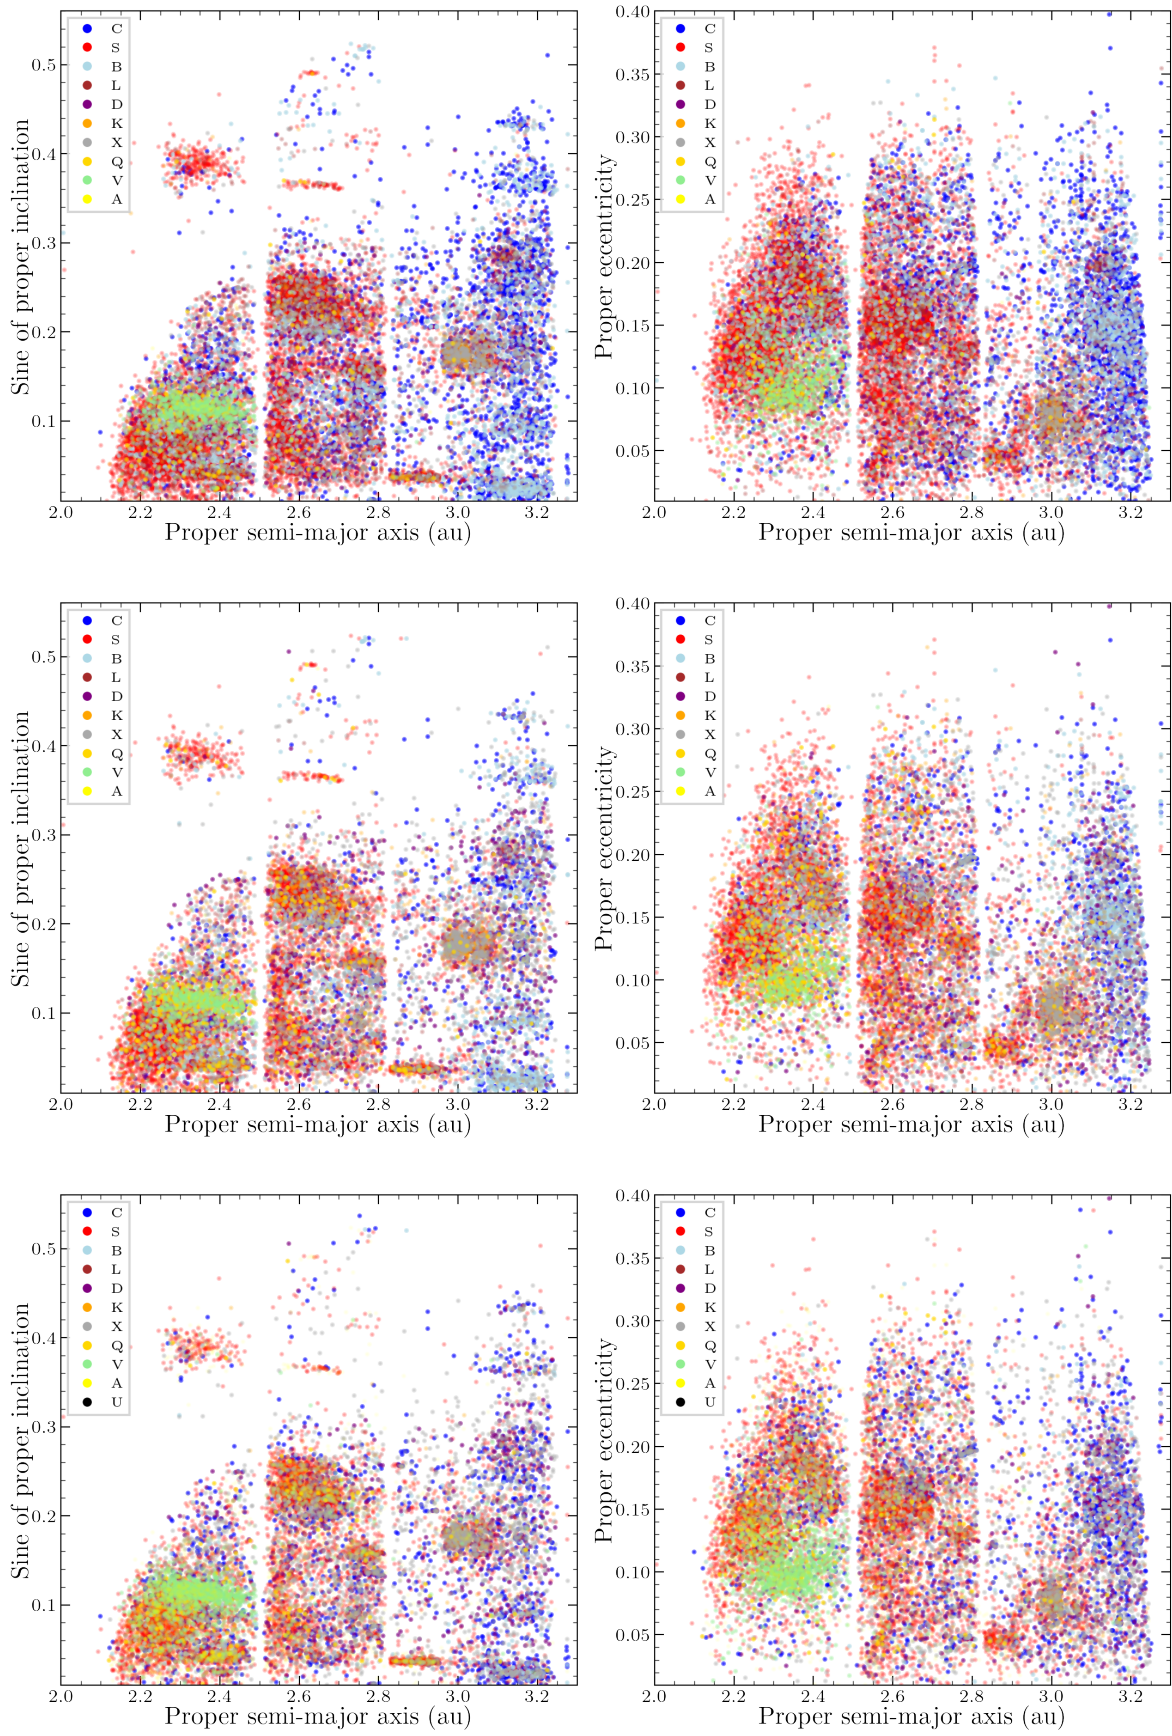 0.5
0.4
0.3
0.2
0.1
Sine of proper inclination
C
S
B
L
D
K
X
Q
V
A
2.0 2.2 2.4 2.6 2.8 3.0 3.2
Proper semi-major axis (au)
0.40
0.35
0.30
0.25
0.20
0.15
0.10
0.05
Proper eccentricity
C
S
B
L
D
K
X
Q
V
A
2.0 2.2 2.4 2.6 2.8 3.0 3.2
Proper semi-major axis (au)
0.5
0.4
0.3
0.2
0.1
Sine of proper inclination
C
S
B
L
D
K
X
Q
V
A
2.0 2.2 2.4 2.6 2.8 3.0 3.2
Proper semi-major axis (au)
0.40
0.35
0.30
0.25
0.20
0.15
0.10
0.05
Proper eccentricity
C
S
B
L
D
K
X
Q
V
A
2.0 2.2 2.4 2.6 2.8 3.0 3.2
Proper semi-major axis (au)
0.5
0.4
0.3
0.2
0.1
Sine of proper inclination
C
S
B
L
D
K
X
Q
V
A
U
2.0 2.2 2.4 2.6 2.8 3.0 3.2
Proper semi-major axis (au)
0.40
0.35
0.30
0.25
0.20
0.15
0.10
0.05
Proper eccentricity
C
S
B
L
D
K
X
Q
V
A
U
2.0 2.2 2.4 2.6 2.8 3.0 3.2
Proper semi-major axis (au)